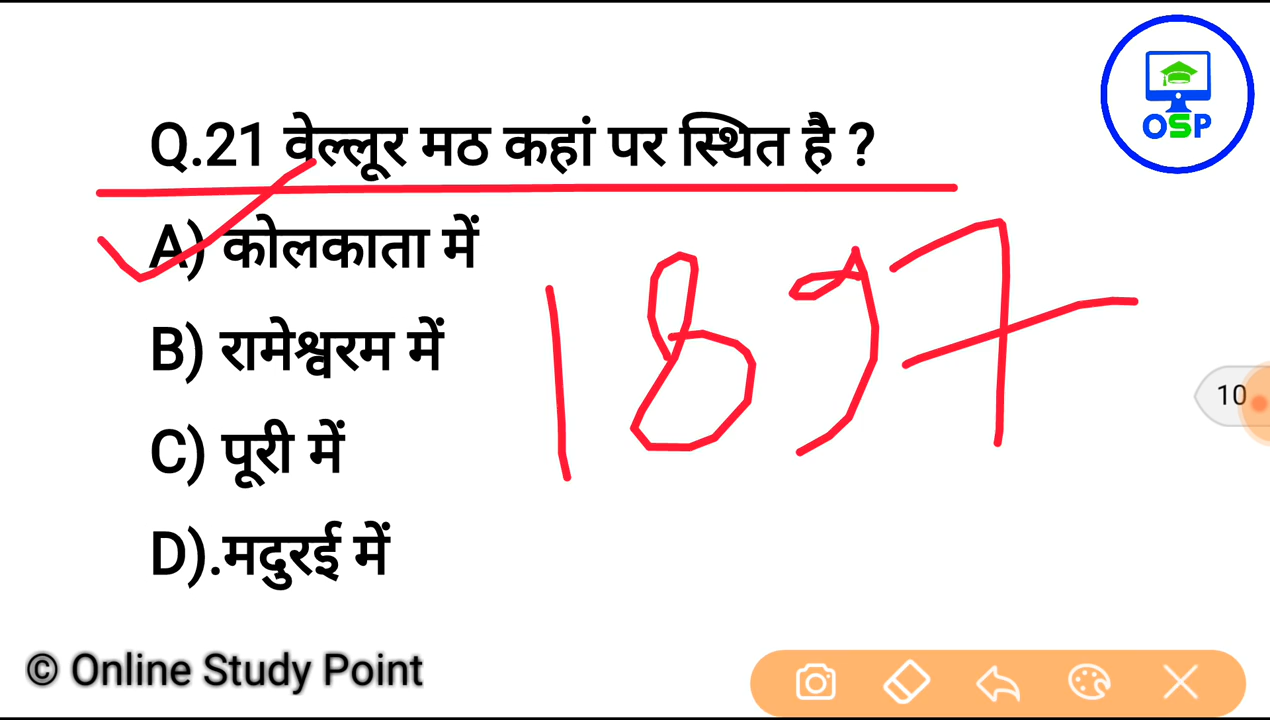 OSP
Q.21 वेल्लूर मठ कहां पर स्थित है ?
A) कोलकाता में
1897
B) रामेश्वरम में
10
C) पूरी में
D).मदुरई में
© Online Study Point